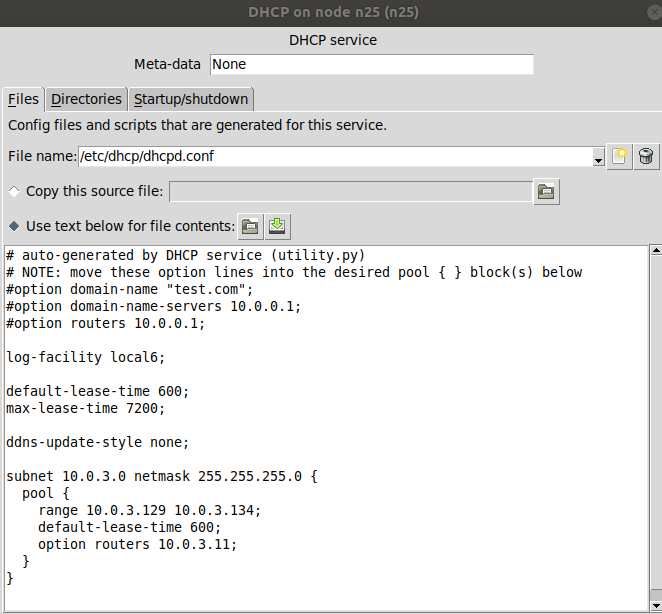 DHCP on node n25 (n25)
DHCP service
Meta-data None
Files Directories Startup/shutdown
Config files and scripts that are generated for this service.
File name: /etc/dhcp/dhcpd.conf
Copy this source file:
Use text below for file contents:
# auto-generated by DHCP service (utility.py)
# NOTE: move these option lines into the desired pool { } block(s) below
#option domain-name "test.com";
#option domain-name-servers 10.0.0.1;
#option routers 10.0.0.1;

log-facility local6;

default-lease-time 600;
max-lease-time 7200;

ddns-update-style none;

subnet 10.0.3.0 netmask 255.255.255.0 {
  pool {
    range 10.0.3.129 10.0.3.134;
    default-lease-time 600;
    option routers 10.0.3.11;
  }
}